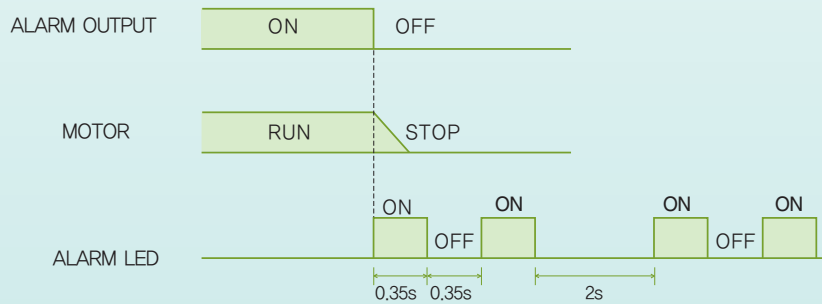 ALARM OUTPUT ON OFF
MOTOR RUN STOP
ON ON ON ON
OFF OFF
ALARM LED
0.35s 0.35s 2s